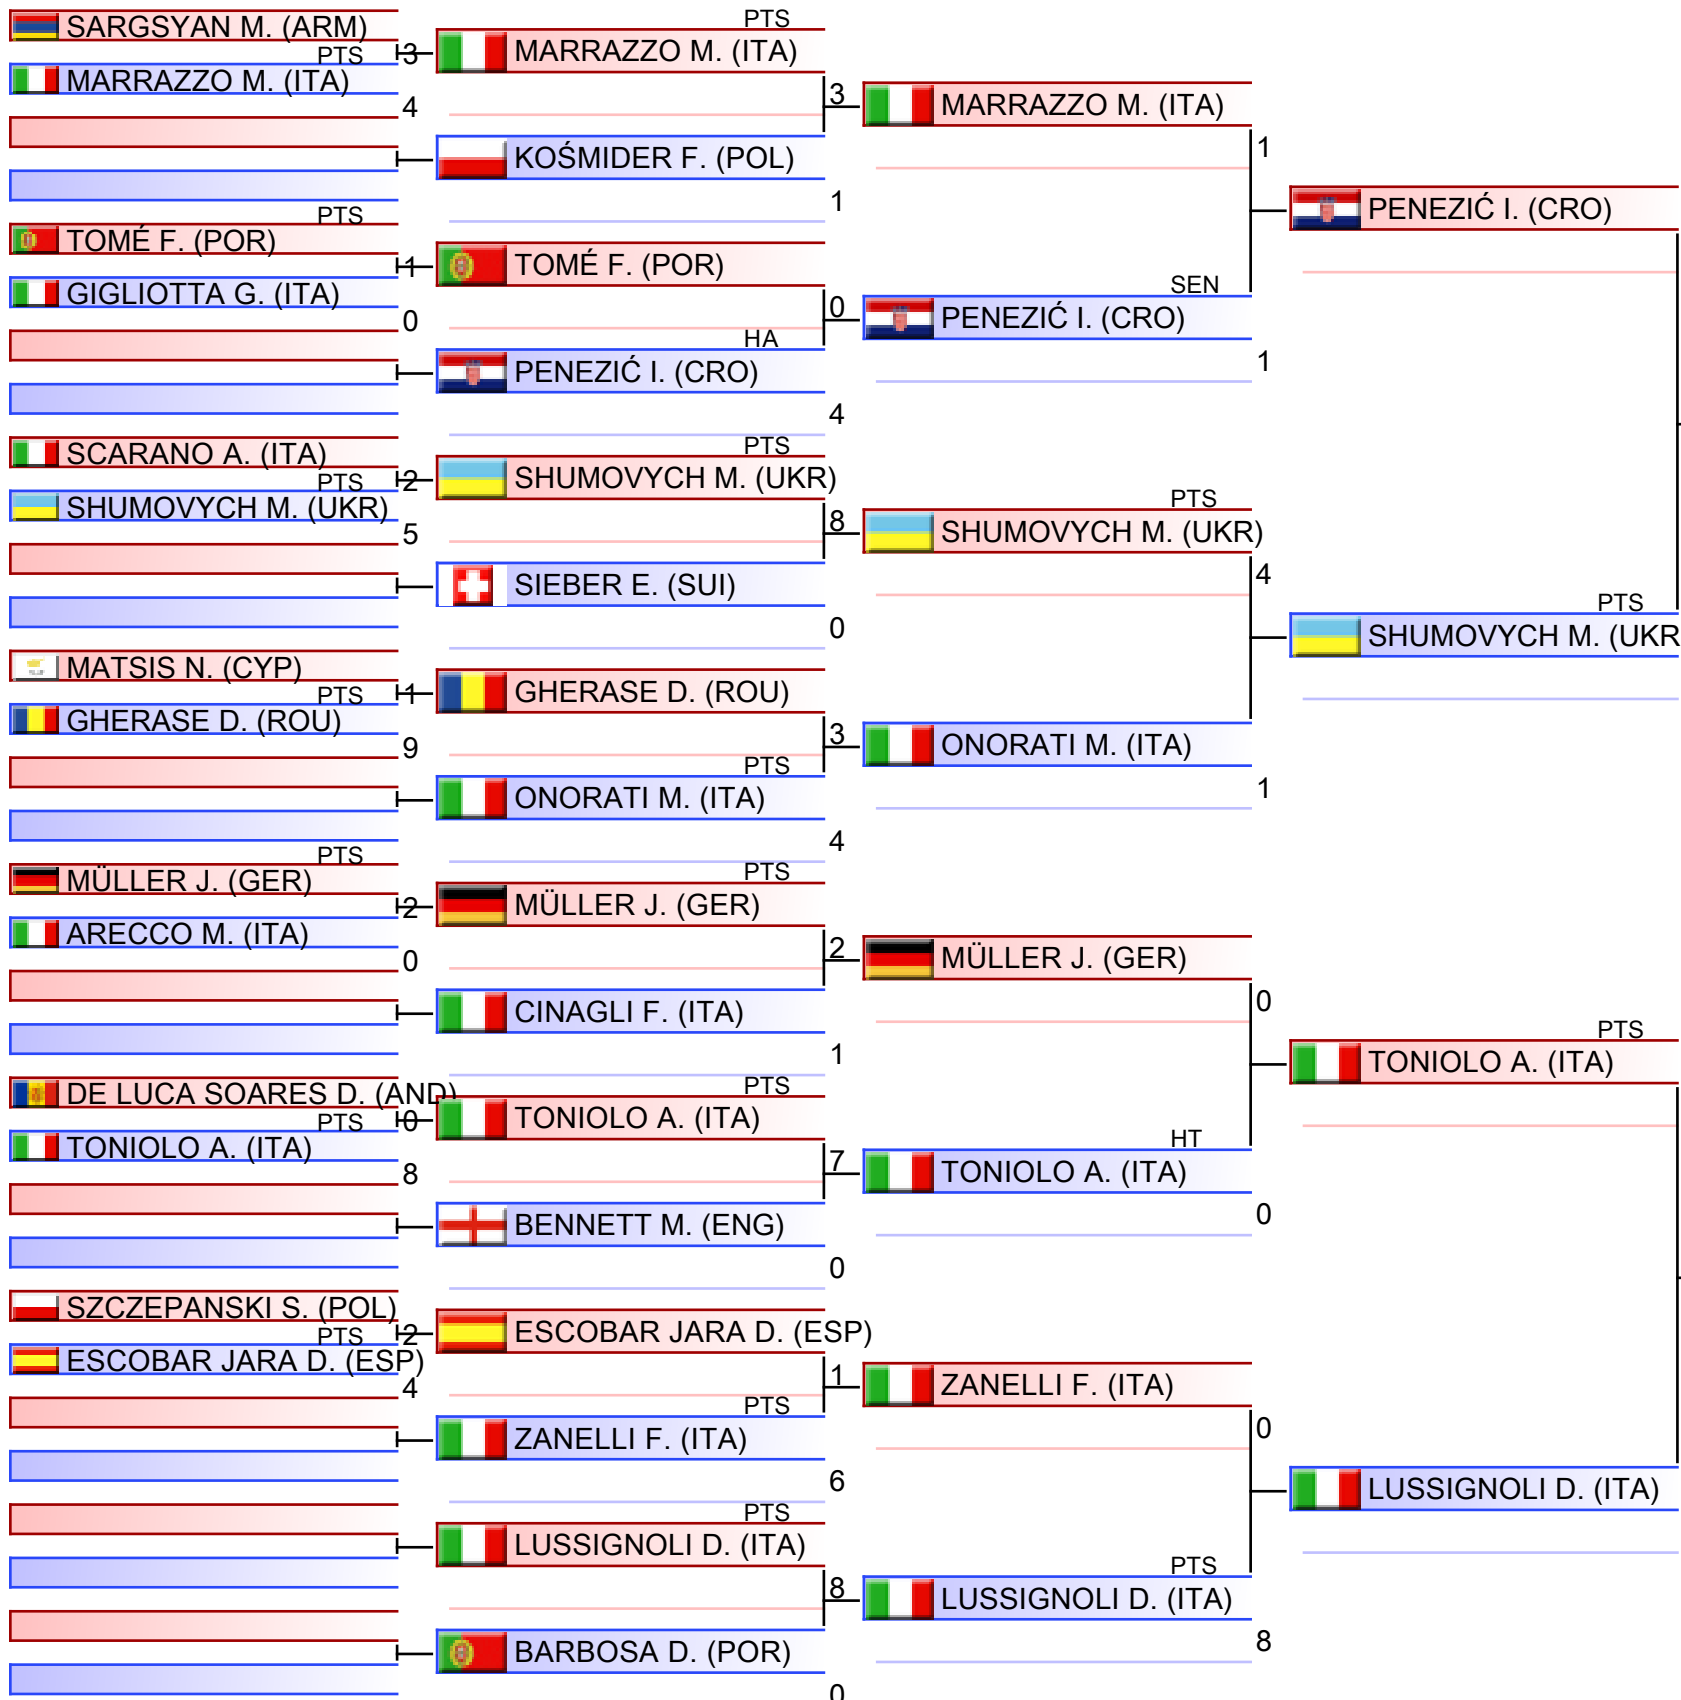 SARGSYAN M. (ARM)
3
PTS
MARRAZZO M. (ITA)
4
PTS
TOMÉ F. (POR)
1
GIGLIOTTA G. (ITA)
0
SCARANO A. (ITA)
2
PTS
SHUMOVYCH M. (UKR)
5
MATSIS N. (CYP)
1
PTS
GHERASE D. (ROU)
9
PTS
MÜLLER J. (GER)
2
ARECCO M. (ITA)
0
DE LUCA SOARES D. (AND)
0
PTS
TONIOLO A. (ITA)
8
SZCZEPANSKI S. (POL)
2
PTS
ESCOBAR JARA D. (ESP)
4
PTS
MARRAZZO M. (ITA)
3
KOŚMIDER F. (POL)
1
TOMÉ F. (POR)
0
HA
PENEZIĆ I. (CRO)
4
PTS
SHUMOVYCH M. (UKR)
8
SIEBER E. (SUI)
0
GHERASE D. (ROU)
3
PTS
ONORATI M. (ITA)
4
PTS
MÜLLER J. (GER)
2
CINAGLI F. (ITA)
1
PTS
TONIOLO A. (ITA)
7
BENNETT M. (ENG)
0
ESCOBAR JARA D. (ESP)
1
PTS
ZANELLI F. (ITA)
6
PTS
LUSSIGNOLI D. (ITA)
8
BARBOSA D. (POR)
0
MARRAZZO M. (ITA)
1
SEN
PENEZIĆ I. (CRO)
1
PTS
SHUMOVYCH M. (UKR)
4
ONORATI M. (ITA)
1
MÜLLER J. (GER)
0
HT
TONIOLO A. (ITA)
0
ZANELLI F. (ITA)
0
PTS
LUSSIGNOLI D. (ITA)
8
PENEZIĆ I. (CRO)
PTS
SHUMOVYCH M. (UKR
PTS
TONIOLO A. (ITA)
LUSSIGNOLI D. (ITA)